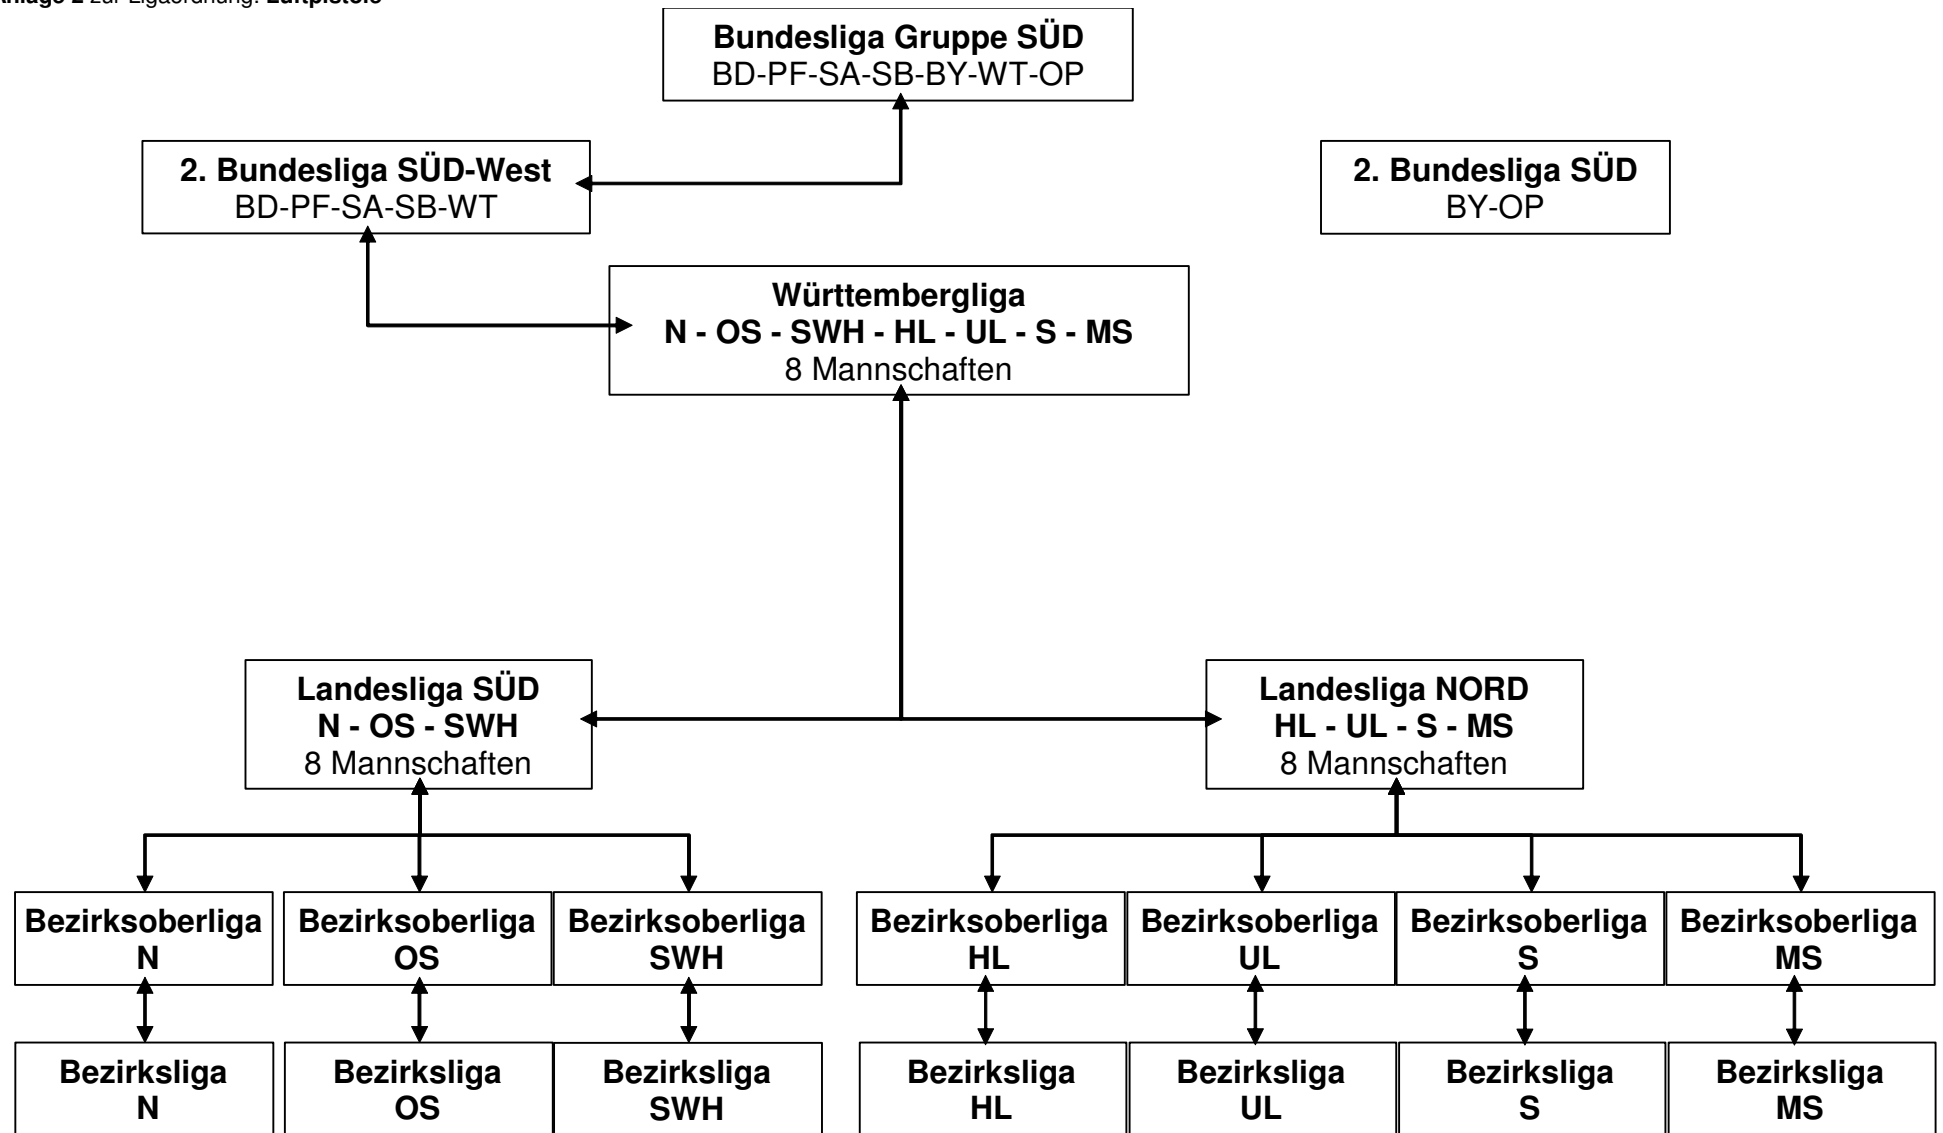 Anlage 2 zur Ligaordnung: Luftpistole
Bundesliga Gruppe SÜD
BD-PF-SA-SB-BY-WT-OP
2. Bundesliga SÜD-West
BD-PF-SA-SB-WT
2. Bundesliga SÜD
BY-OP
Württembergliga
N - OS - SWH - HL - UL - S - MS
8 Mannschaften
Landesliga SÜD
N - OS - SWH
8 Mannschaften
Landesliga NORD
HL - UL - S - MS
8 Mannschaften
Bezirksoberliga
N
Bezirksoberliga
OS
Bezirksoberliga
SWH
Bezirksoberliga
HL
Bezirksoberliga
UL
Bezirksoberliga
S
Bezirksoberliga
MS
Bezirksliga
N
Bezirksliga
OS
Bezirksliga
SWH
Bezirksliga
HL
Bezirksliga
UL
Bezirksliga
S
Bezirksliga
MS